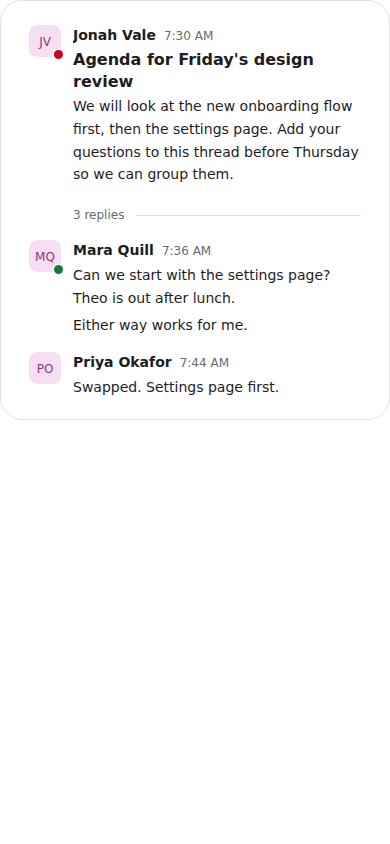 JV
Jonah Vale 7:30 AM
Agenda for Friday's design
review
We will look at the new onboarding flow
first, then the settings page. Add your
questions to this thread before Thursday
so we can group them.
3 replies
MQ
Mara Quill 7:36 AM
Can we start with the settings page?
Theo is out after lunch.
Either way works for me.
PO
Priya Okafor 7:44 AM
Swapped. Settings page first.